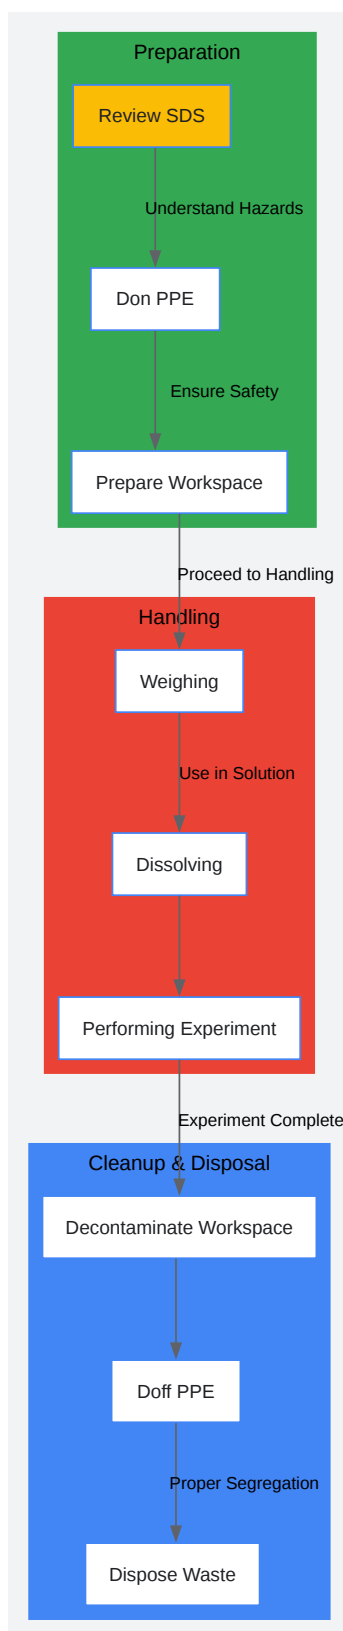 Preparation
Review SDS
Understand Hazards
Don PPE
Ensure Safety
Prepare Workspace
Proceed to Handling
Handling
Weighing
Use in Solution
Dissolving
Performing Experiment
Experiment Complete
Cleanup & Disposal
Decontaminate Workspace
Doff PPE
Proper Segregation
Dispose Waste